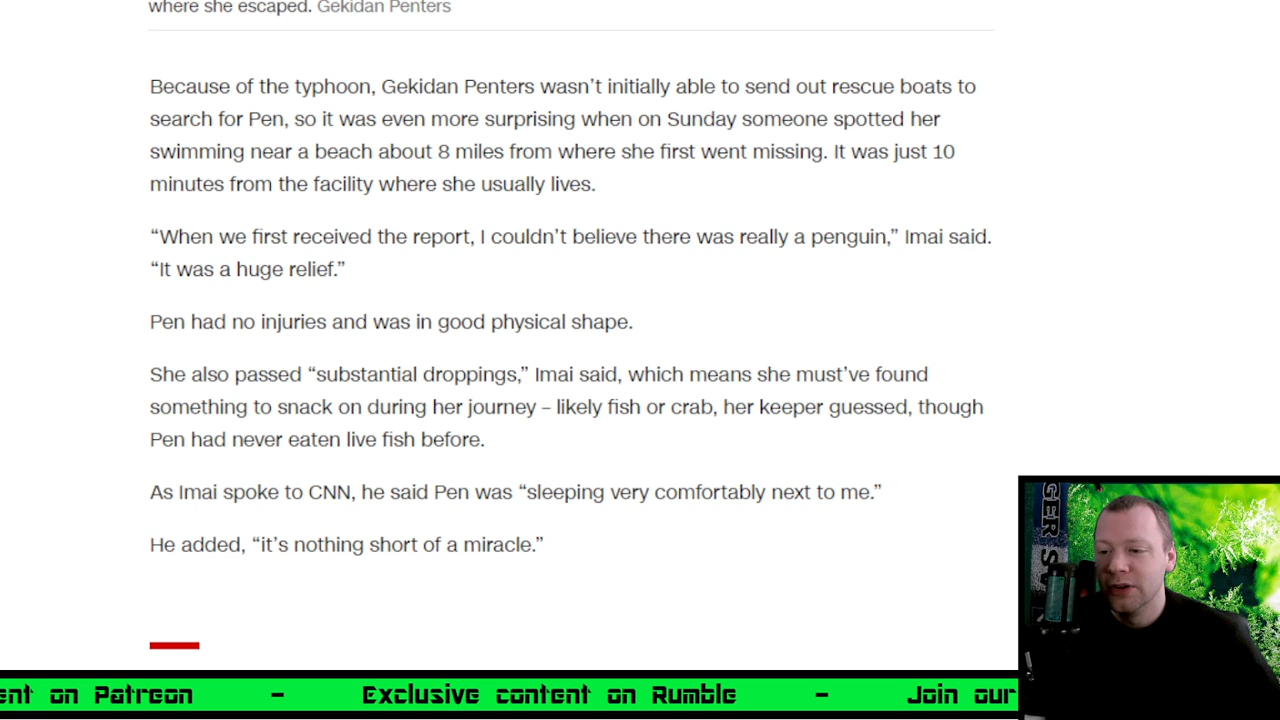 where she escaped. Gekidan Penters
Because of the typhoon, Gekidan Penters wasn’t initially able to send out rescue boats to
search for Pen, so it was even more surprising when on Sunday someone spotted her
swimming near a beach about 8 miles from where she first went missing. It was just 10
minutes from the facility where she usually lives.
“When we first received the report, I couldn’t believe there was really a penguin,” Imai said.
“It was a huge relief.”
Pen had no injuries and was in good physical shape.
She also passed “substantial droppings,” Imai said, which means she must’ve found
something to snack on during her journey – likely fish or crab, her keeper guessed, though
Pen had never eaten live fish before.
As Imai spoke to CNN, he said Pen was “sleeping very comfortably next to me.”
He added, “it’s nothing short of a miracle.”
on Patreon - Exclusive content on Rumble - Join our